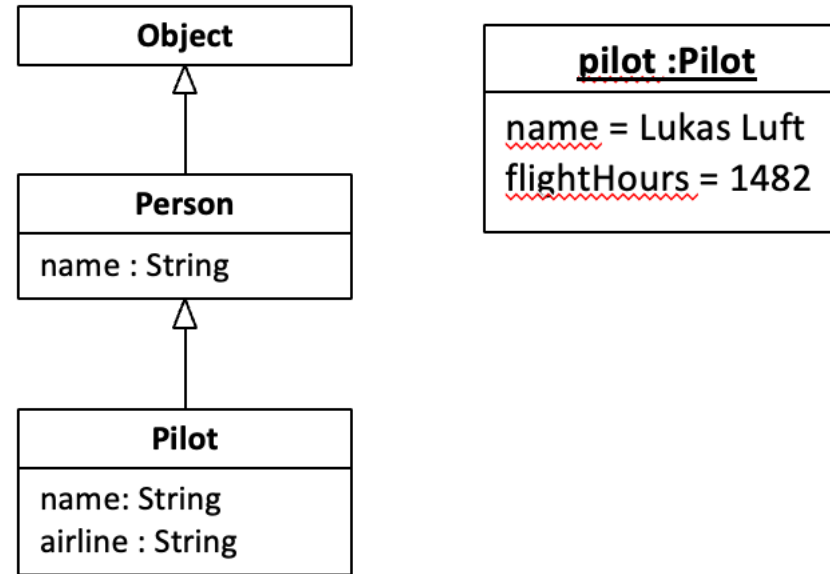 Object
Person
name : String
Pilot
name: String
airline : String
pilot :Pilot
name = Lukas Luft
flightHours = 1482